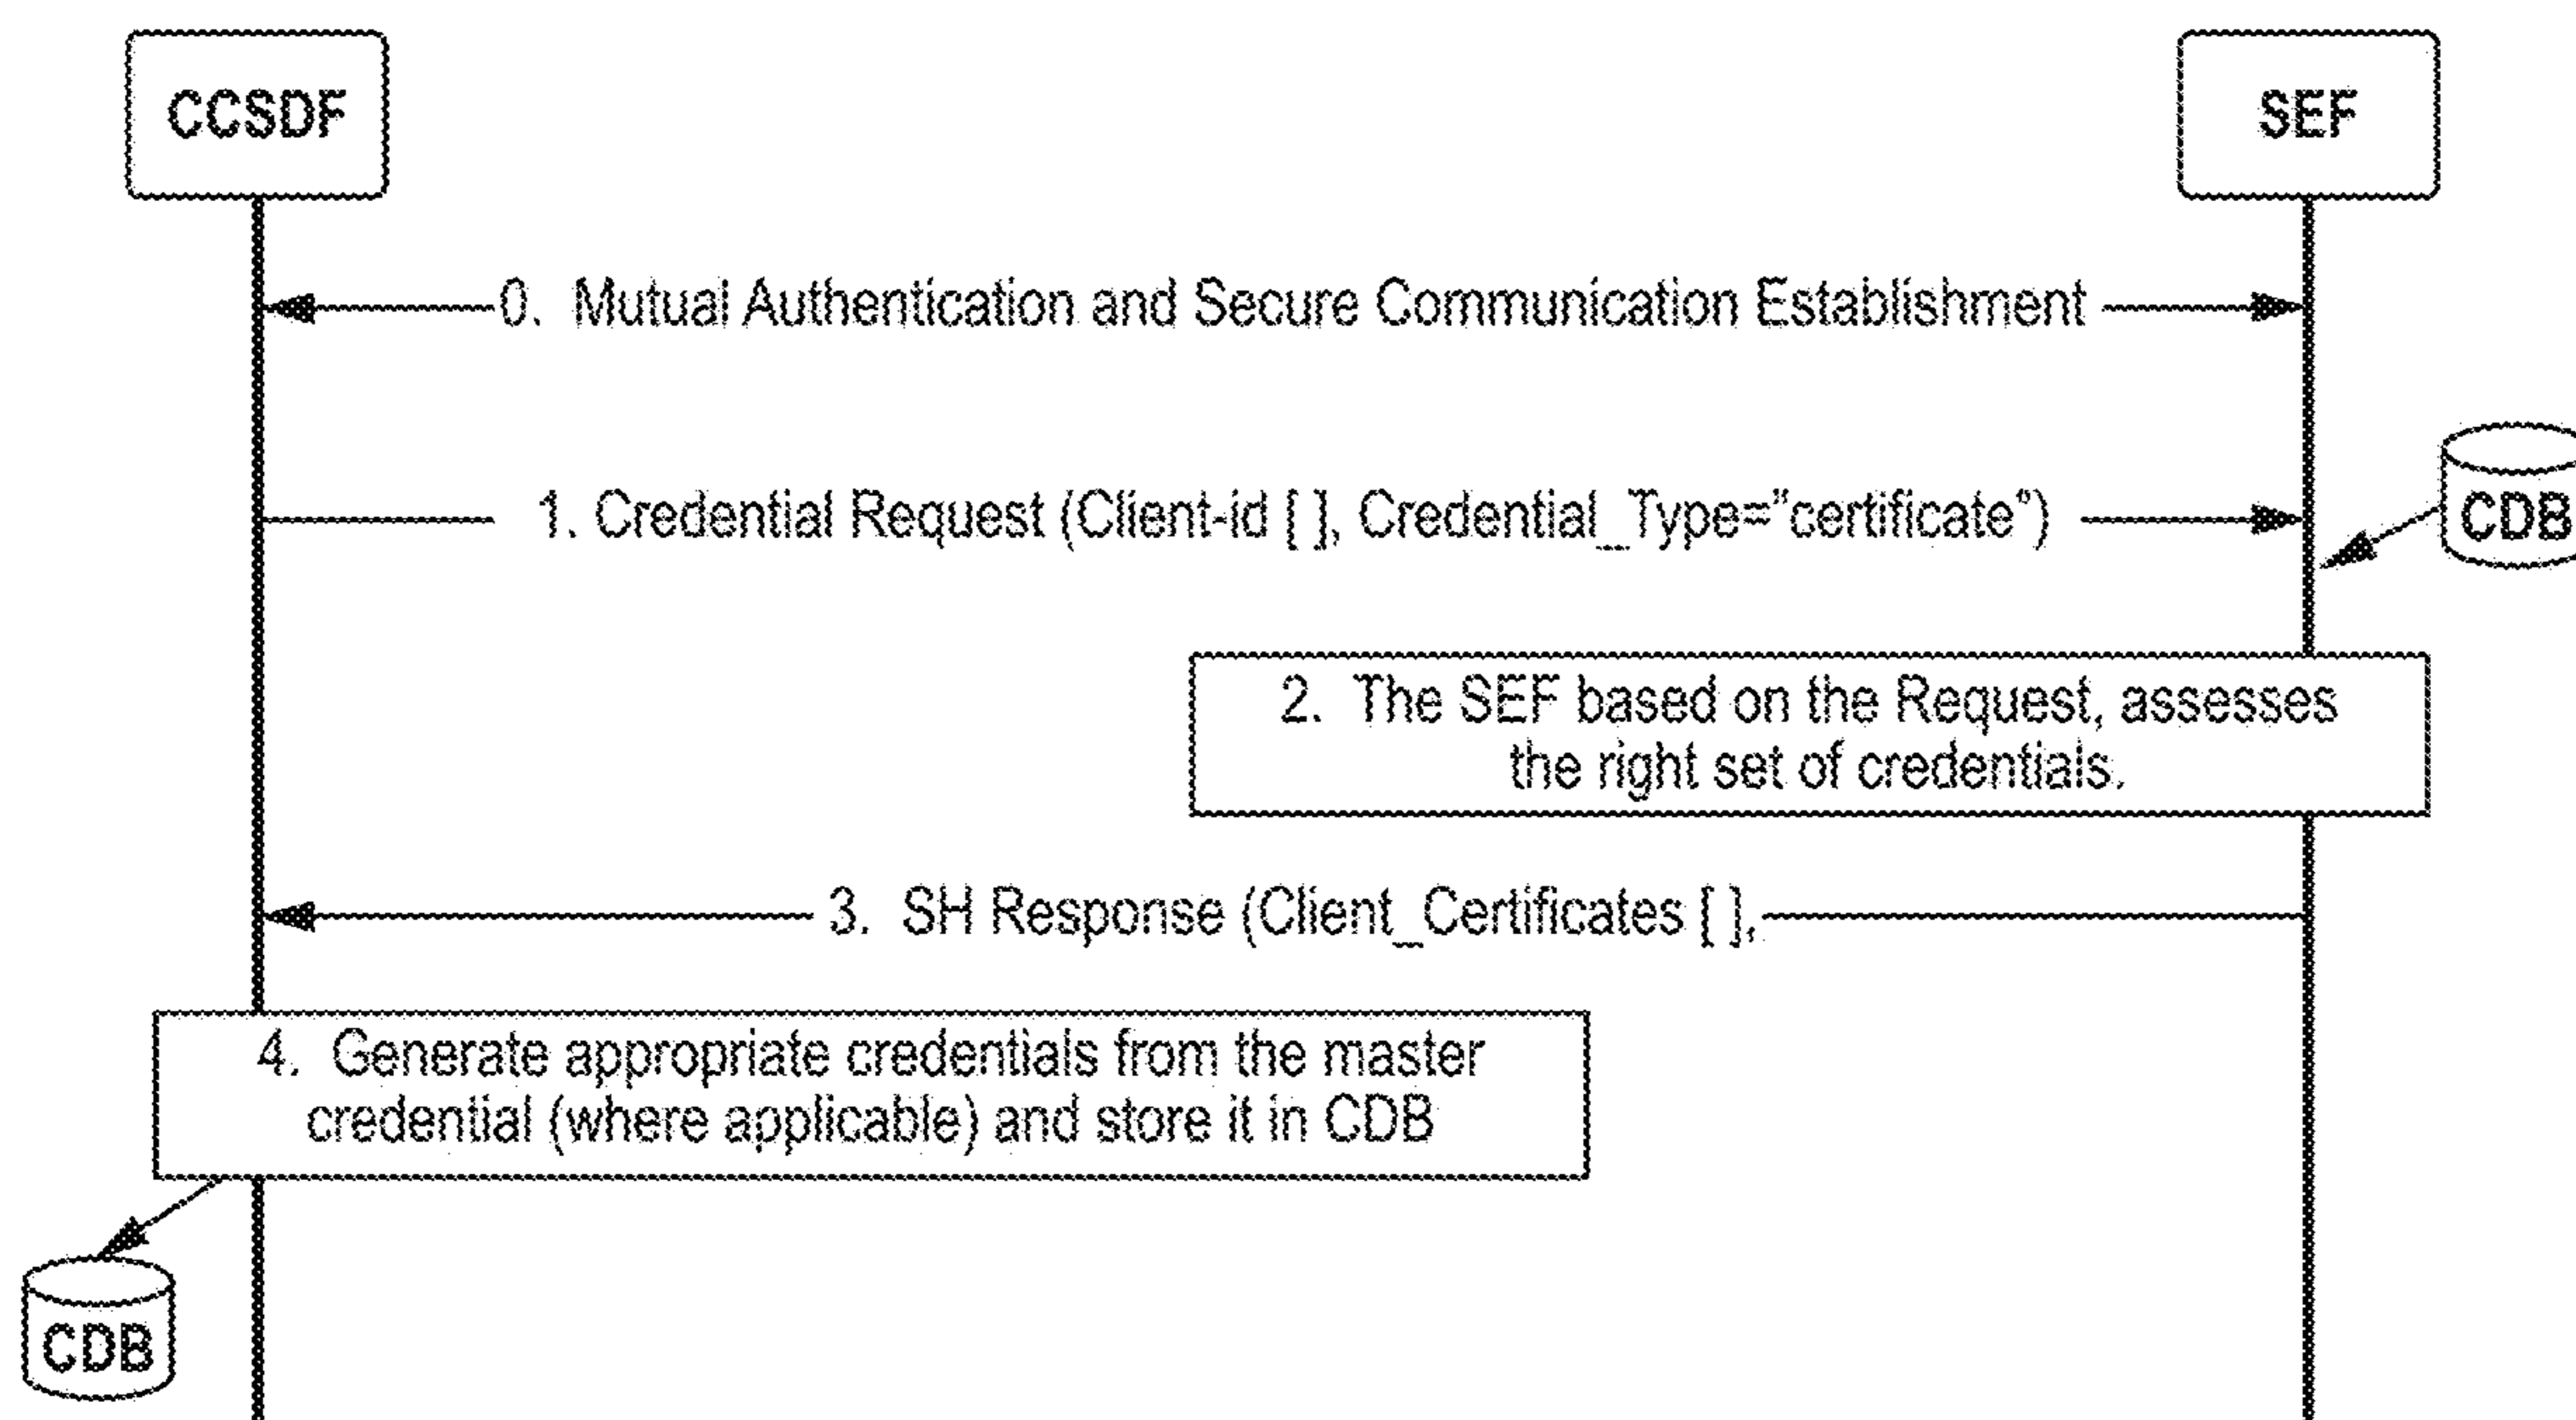 CCSDF
SEF
0. Mutual Authentication and Secure Communication Establishment
1. Credential Request (Client-id [ ], Credential_Type="certificate")
CDB
2. The SEF based on the Request, assesses
the right set of credentials.
3. SH Response (Client_Certificates [ ],
4. Generate appropriate credentials from the master
credential (where applicable) and store it in CDB
CDB